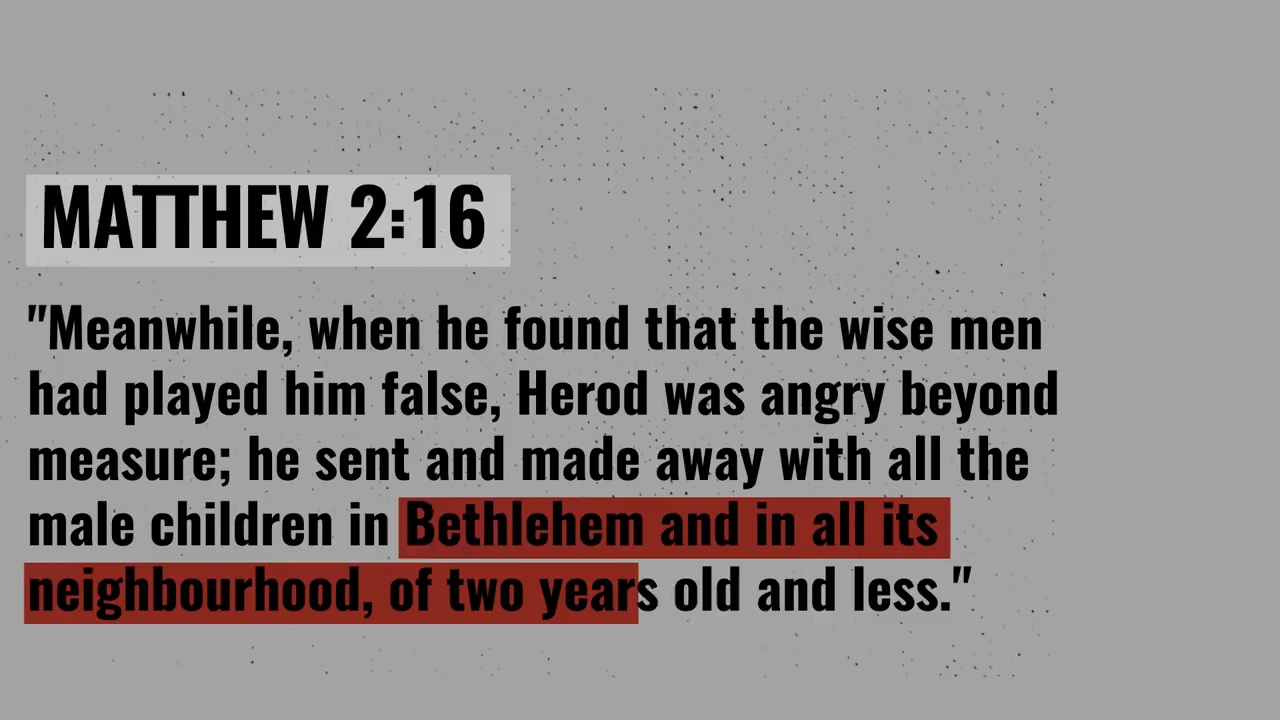 MATTHEW 2:16
"Meanwhile, when he found that the wise men
had played him false, Herod was angry beyond
measure; he sent and made away with all the
male children in Bethlehem and in all its
neighbourhood, of two years old and less."